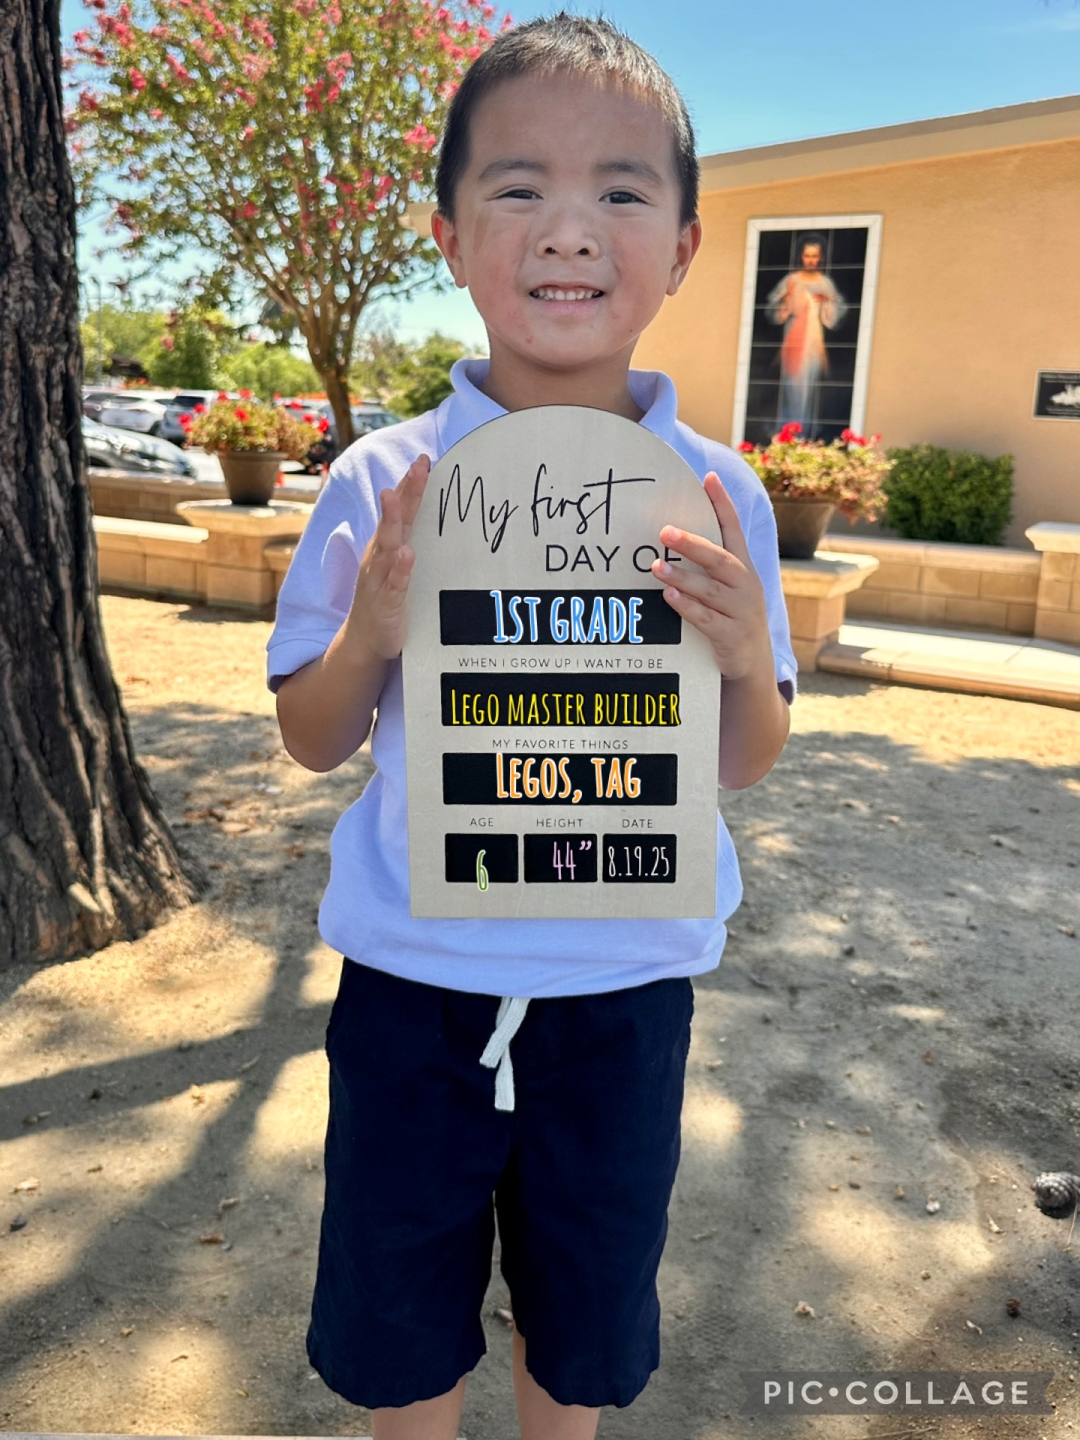 My first
DAY OF
1ST GRADE
WHEN I GROW UP I WANT TO BE
LEGO MASTER BUILDER
MY FAVORITE THINGS
LEGOS, TAG
AGE HEIGHT DATE
6 44" 8.19.25
PIC•COLLAGE